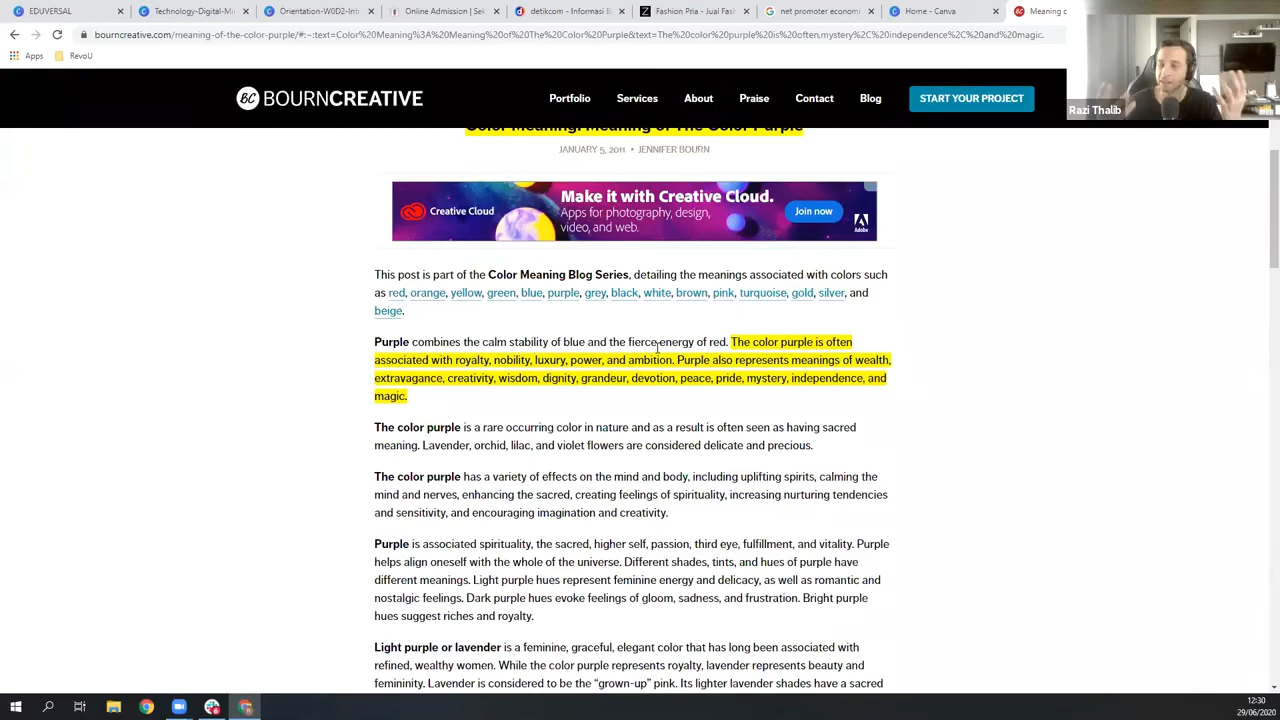 EDUVERSAL
Technology-Digital-Mi
Orientation-W0D2-Int
Online Admission | Sel
detikcom - Informasi B
Fashion Pria - Jual Fash
net promoter econom
Home - Canva
Meaning o
bourncreative.com/meaning-of-the-color-purple/#:~:text=Color%20Meaning%3A%20Meaning%20of%20The%20Color%20Purple&text=The%20color%20purple%20is%20often,mystery%2C%20independence%2C%20and%20magic.
Apps
RevoU
BC BOURNCREATIVE
Portfolio
Services
About
Praise
Contact
Blog
START YOUR PROJECT
Razi Thalib
Color Meaning: Meaning of The Color Purple
JANUARY 5, 2011 • JENNIFER BOURN
Creative Cloud
Make it with Creative Cloud.
Apps for photography, design,
video, and web.
Join now
Adobe
This post is part of the Color Meaning Blog Series, detailing the meanings associated with colors such
as red, orange, yellow, green, blue, purple, grey, black, white, brown, pink, turquoise, gold, silver, and
beige.
Purple combines the calm stability of blue and the fierce energy of red. The color purple is often
associated with royalty, nobility, luxury, power, and ambition. Purple also represents meanings of wealth,
extravagance, creativity, wisdom, dignity, grandeur, devotion, peace, pride, mystery, independence, and
magic.
The color purple is a rare occurring color in nature and as a result is often seen as having sacred
meaning. Lavender, orchid, lilac, and violet flowers are considered delicate and precious.
The color purple has a variety of effects on the mind and body, including uplifting spirits, calming the
mind and nerves, enhancing the sacred, creating feelings of spirituality, increasing nurturing tendencies
and sensitivity, and encouraging imagination and creativity.
Purple is associated spirituality, the sacred, higher self, passion, third eye, fulfillment, and vitality. Purple
helps align oneself with the whole of the universe. Different shades, tints, and hues of purple have
different meanings. Light purple hues represent feminine energy and delicacy, as well as romantic and
nostalgic feelings. Dark purple hues evoke feelings of gloom, sadness, and frustration. Bright purple
hues suggest riches and royalty.
Light purple or lavender is a feminine, graceful, elegant color that has long been associated with
refined, wealthy women. While the color purple represents royalty, lavender represents beauty and
femininity. Lavender is considered to be the “grown-up” pink. Its lighter lavender shades have a sacred
12:30
29/06/2020